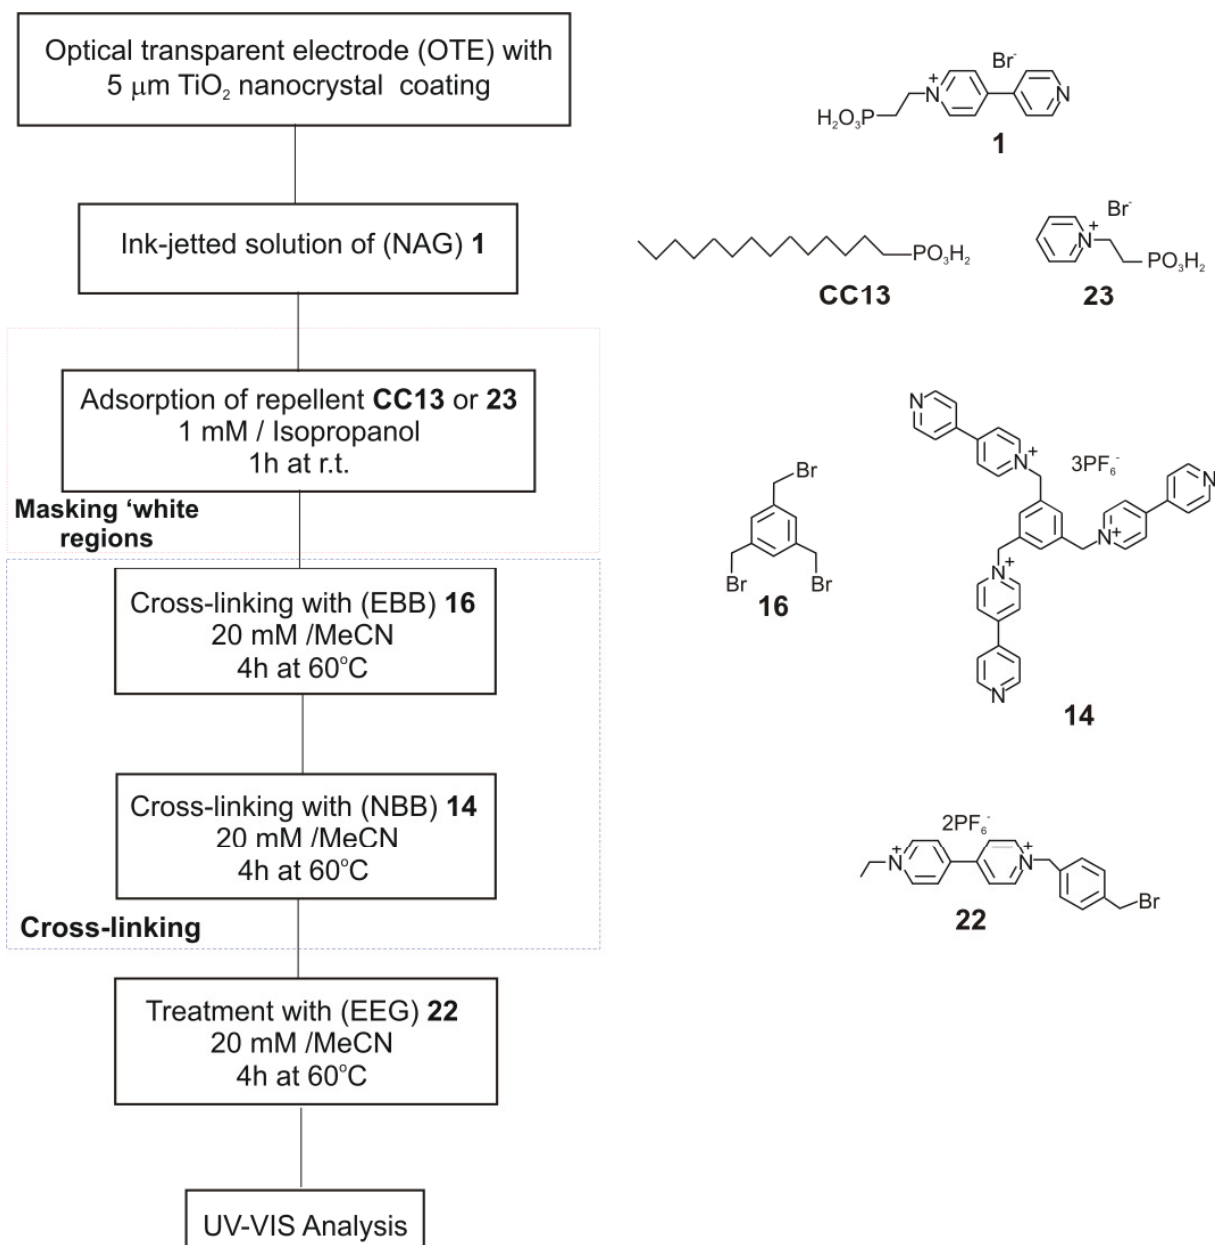 Optical transparent electrode (OTE) with
5 μm TiO₂ nanocrystal coating
Ink-jetted solution of (NAG) 1
Adsorption of repellent CC13 or 23
1 mM / Isopropanol
1h at r.t.
Masking ‘white
regions
Cross-linking with (EBB) 16
20 mM /MeCN
4h at 60°C
Cross-linking with (NBB) 14
20 mM /MeCN
4h at 60°C
Cross-linking
Treatment with (EEG) 22
20 mM /MeCN
4h at 60°C
UV-VIS Analysis
Br⁻
N⁺
N
H₂O₃P
1
PO₃H₂
CC13
Br⁻
N⁺
PO₃H₂
23
Br
Br
Br
16
N
N⁺
3PF₆⁻
N
N⁺
N⁺
N
14
2PF₆⁻
N⁺
N⁺
Br
22